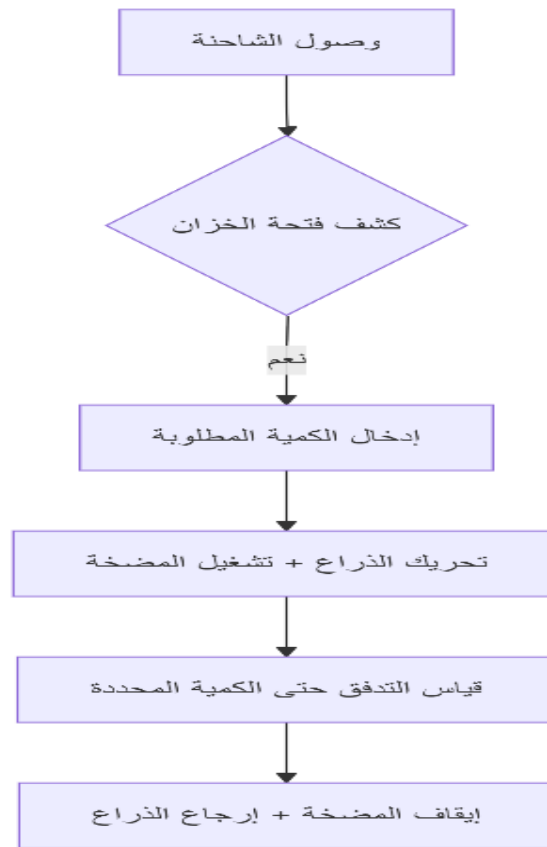 وصول الشاحنة
كشف فتحة الخزان
نعم
إدخال الكمية المطلوبة
تحريك الذراع + تشغيل المضخة
قياس التدفق حتى الكمية المحددة
إيقاف المضخة + إرجاع الذراع